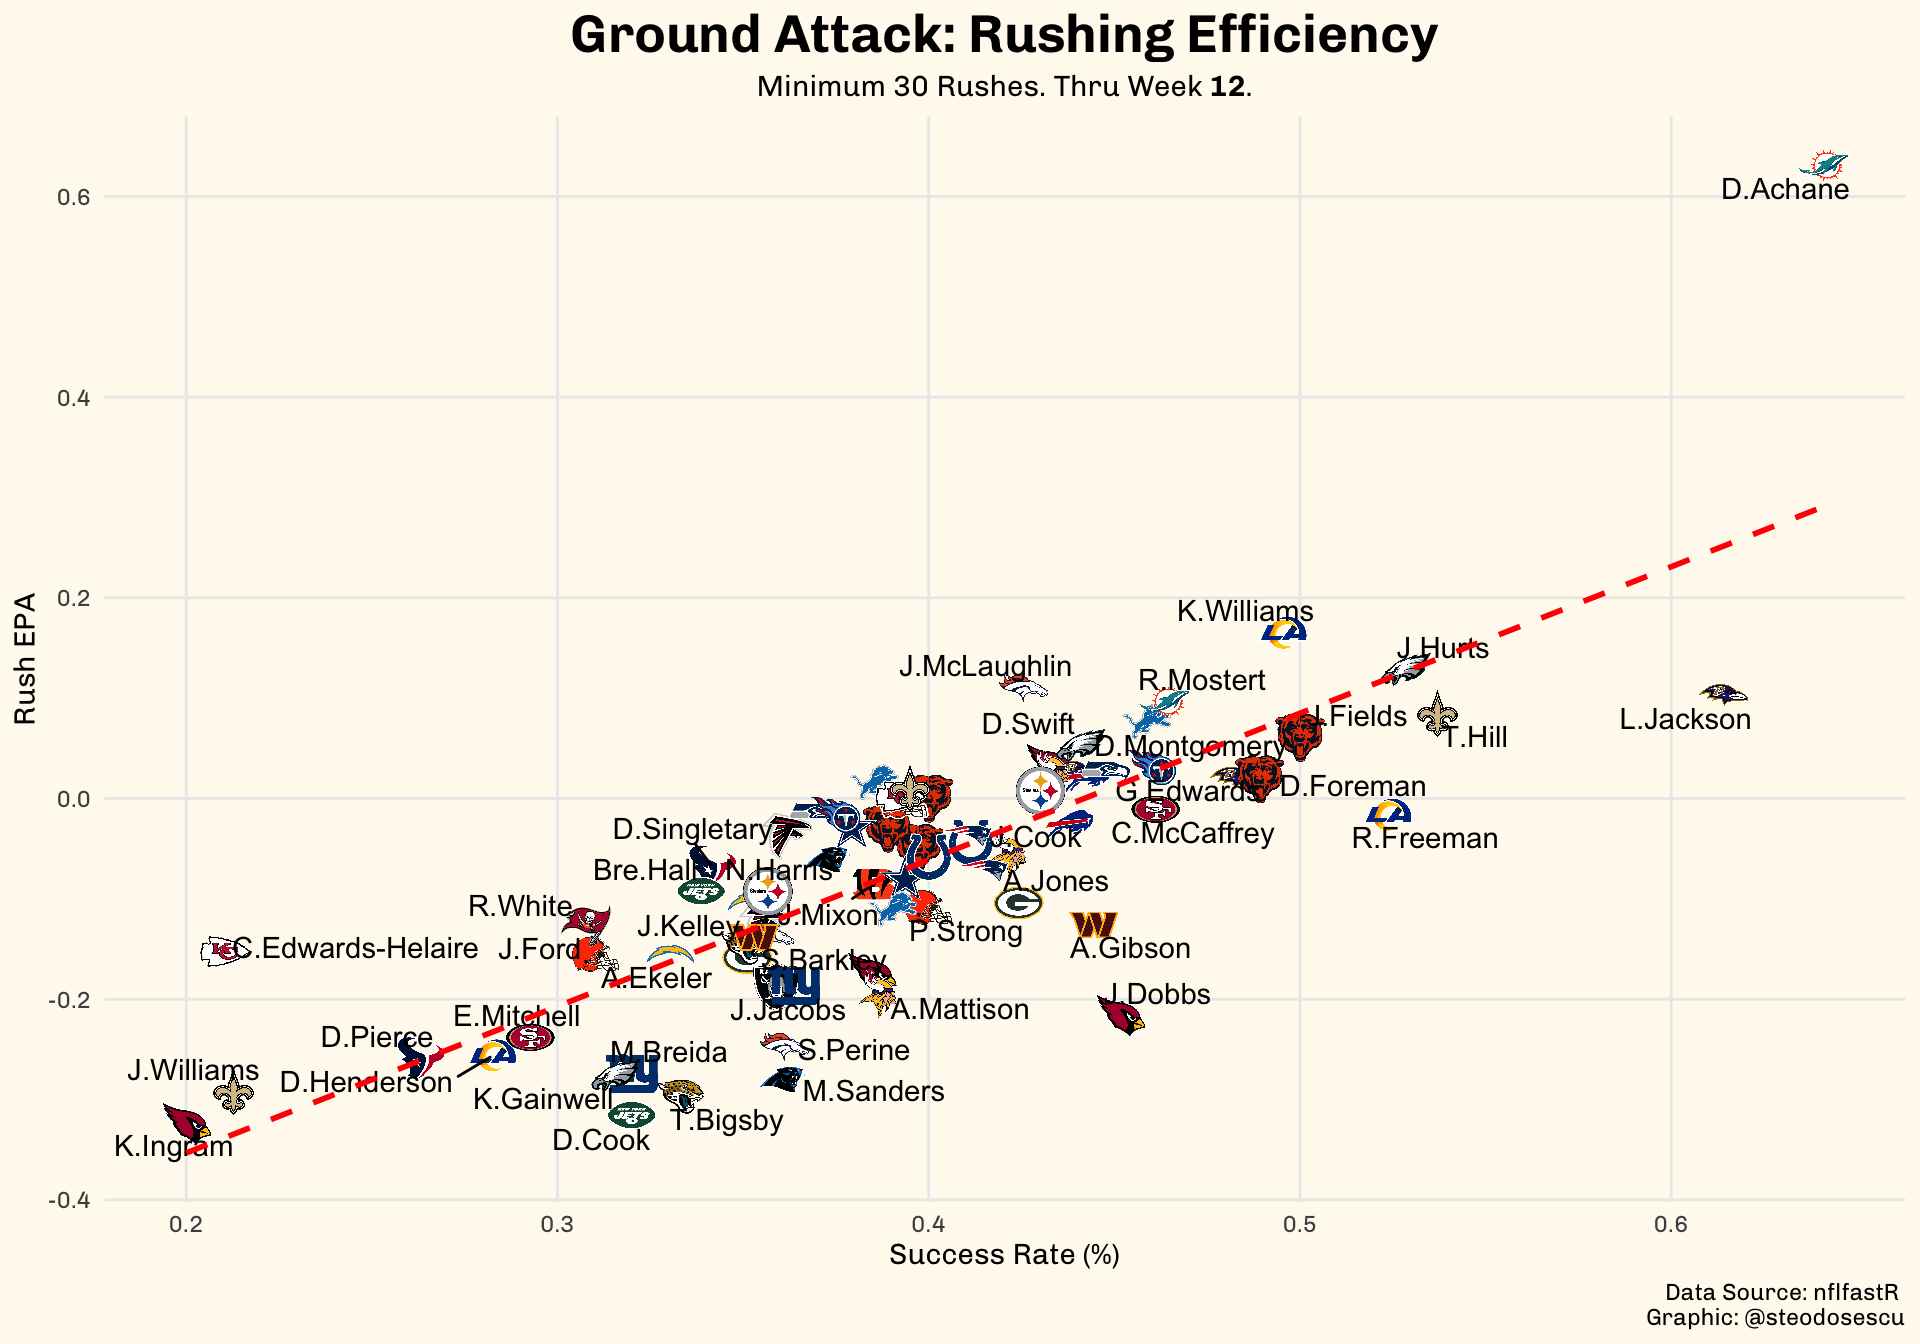 Ground Attack: Rushing Efficiency
Minimum 30 Rushes. Thru Week 12.
Rush EPA
0.6
0.4
0.2
0.0
-0.2
-0.4
D.Achane
K.Williams
J.Hurts
J.McLaughlin
R.Mostert
L.Jackson
J.Fields
D.Swift
T.Hill
D.Montgomery
D.Foreman
G.Edwards
D.Singletary
C.McCaffrey
J.Cook
R.Freeman
Bre.Hall
N.Harris
A.Jones
R.White
J.Mixon
J.Kelley
P.Strong
C.Edwards-Helaire
J.Ford
A.Gibson
S.Barkley
A.Ekeler
J.Dobbs
J.Jacobs
A.Mattison
E.Mitchell
D.Pierce
M.Breida
S.Perine
J.Williams
D.Henderson
M.Sanders
K.Gainwell
T.Bigsby
D.Cook
K.Ingram
0.2
0.3
0.4
0.5
0.6
Success Rate (%)
Data Source: nflfastR
Graphic: @steodosescu